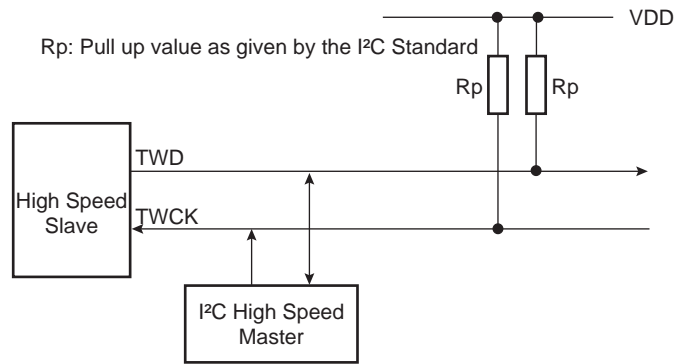 VDD
Rp: Pull up value as given by the I²C Standard
Rp
Rp
TWD
High Speed
Slave
TWCK
I²C High Speed
Master